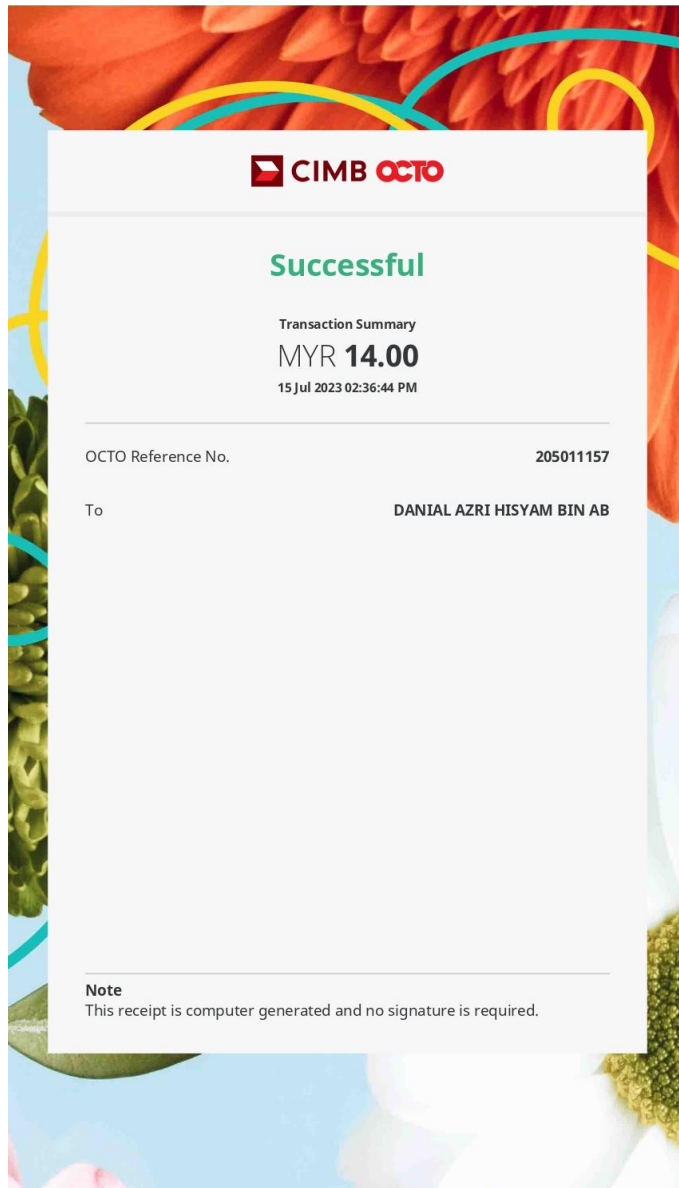 CIMB OCTO
Successful
Transaction Summary
MYR 14.00
15 Jul 2023 02:36:44 PM
OCTO Reference No. 205011157
To DANIAL AZRI HISYAM BIN AB
Note
This receipt is computer generated and no signature is required.